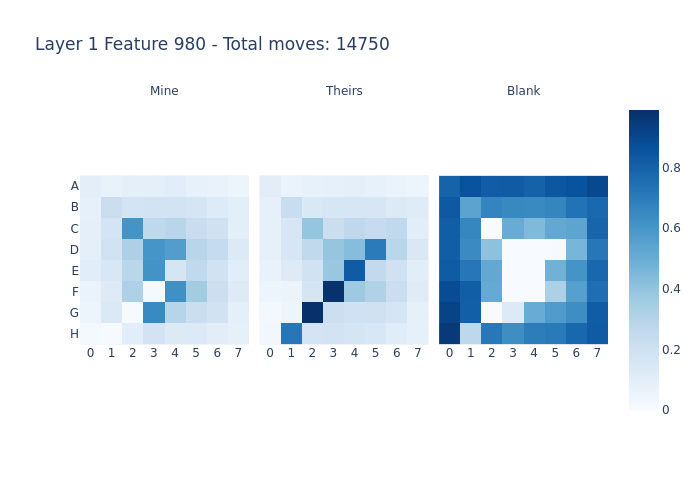 Layer 1 Feature 980 - Total moves: 14750
Mine Theirs Blank
A
B
C
D
E
F
G
H
0 1 2 3 4 5 6 7 0 1 2 3 4 5 6 7 0 1 2 3 4 5 6 7
0.8
0.6
0.4
0.2
0